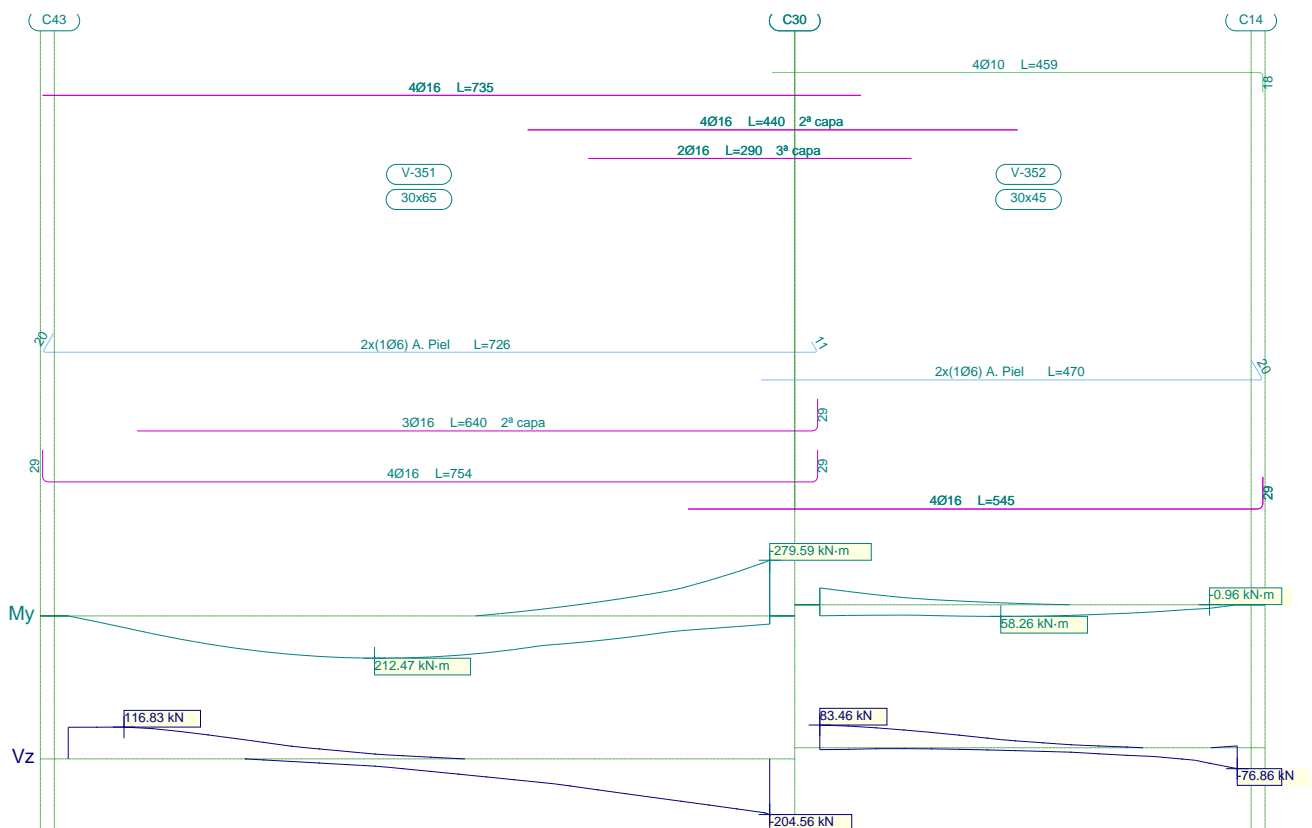 C43
C30
C14
4Ø10 L=459
18
4Ø16 L=735
4Ø16 L=440 2ª capa
2Ø16 L=290 3ª capa
V-351
30x65
V-352
30x45
20
2x(1Ø6) A. Piel L=726
11
2x(1Ø6) A. Piel L=470
20
3Ø16 L=640 2ª capa
29
29
4Ø16 L=754
29
4Ø16 L=545
29
My
-279.59 kN·m
-0.96 kN·m
58.26 kN·m
212.47 kN·m
Vz
116.83 kN
83.46 kN
-76.86 kN
-204.56 kN